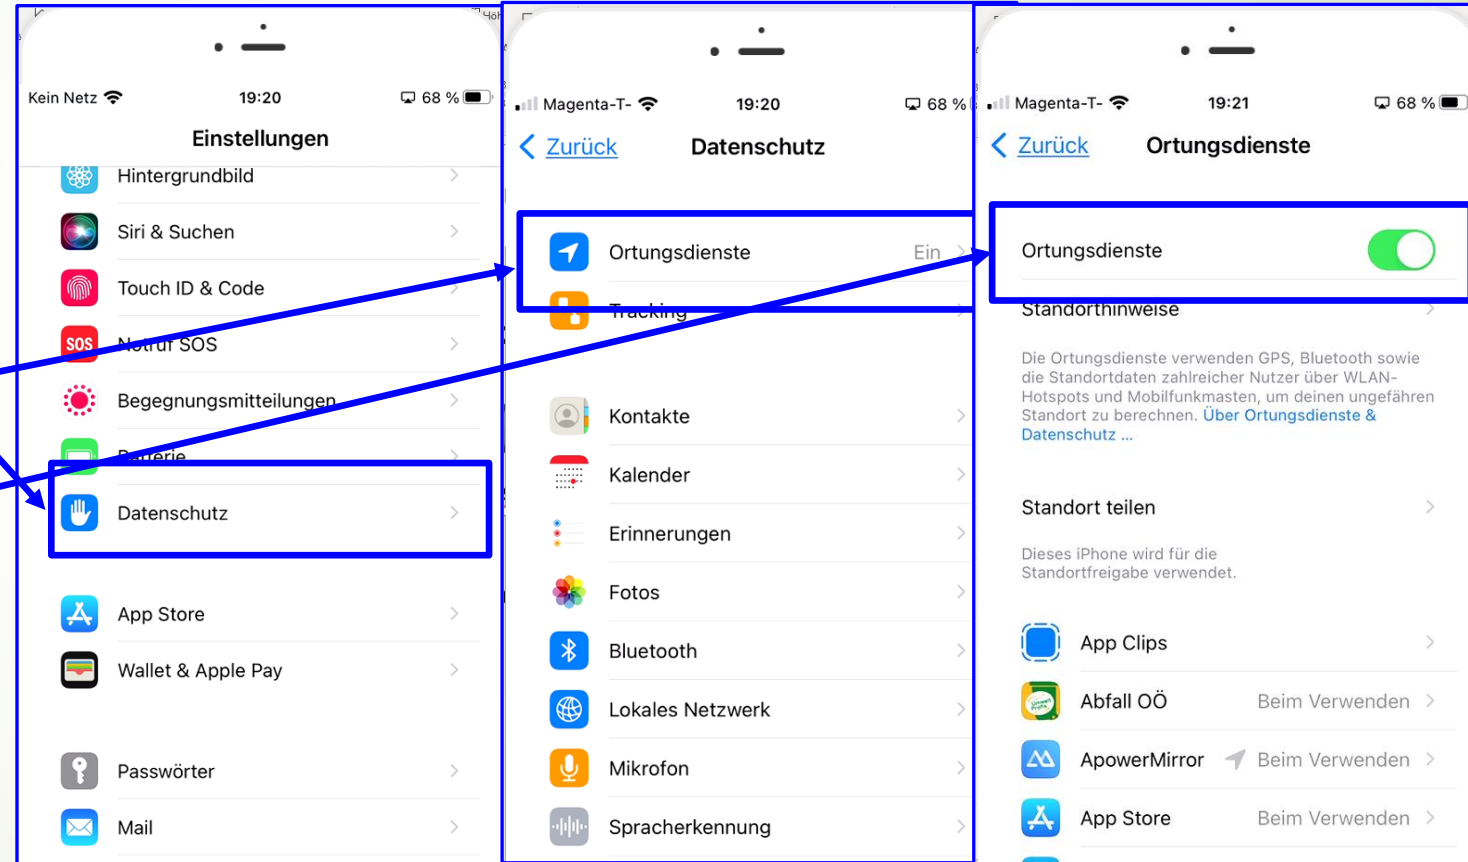 Höh
Kein Netz
19:20
68 %
Einstellungen
Hintergrundbild
Siri & Suchen
Touch ID & Code
SOS
Notruf SOS
Begegnungsmitteilungen
Batterie
Datenschutz
App Store
Wallet & Apple Pay
Passwörter
Mail
Magenta-T-
19:20
68 %
Zurück
Datenschutz
Ortungsdienste
Ein
Tracking
Kontakte
Kalender
Erinnerungen
Fotos
Bluetooth
Lokales Netzwerk
Mikrofon
Spracherkennung
Magenta-T-
19:21
68 %
Zurück
Ortungsdienste
Ortungsdienste
Standorthinweise
Die Ortungsdienste verwenden GPS, Bluetooth sowie
die Standortdaten zahlreicher Nutzer über WLAN-
Hotspots und Mobilfunkmasten, um deinen ungefähren
Standort zu berechnen. Über Ortungsdienste &
Datenschutz ...
Standort teilen
Dieses iPhone wird für die
Standortfreigabe verwendet.
App Clips
Abfall OÖ
Beim Verwenden
ApowerMirror
Beim Verwenden
App Store
Beim Verwenden